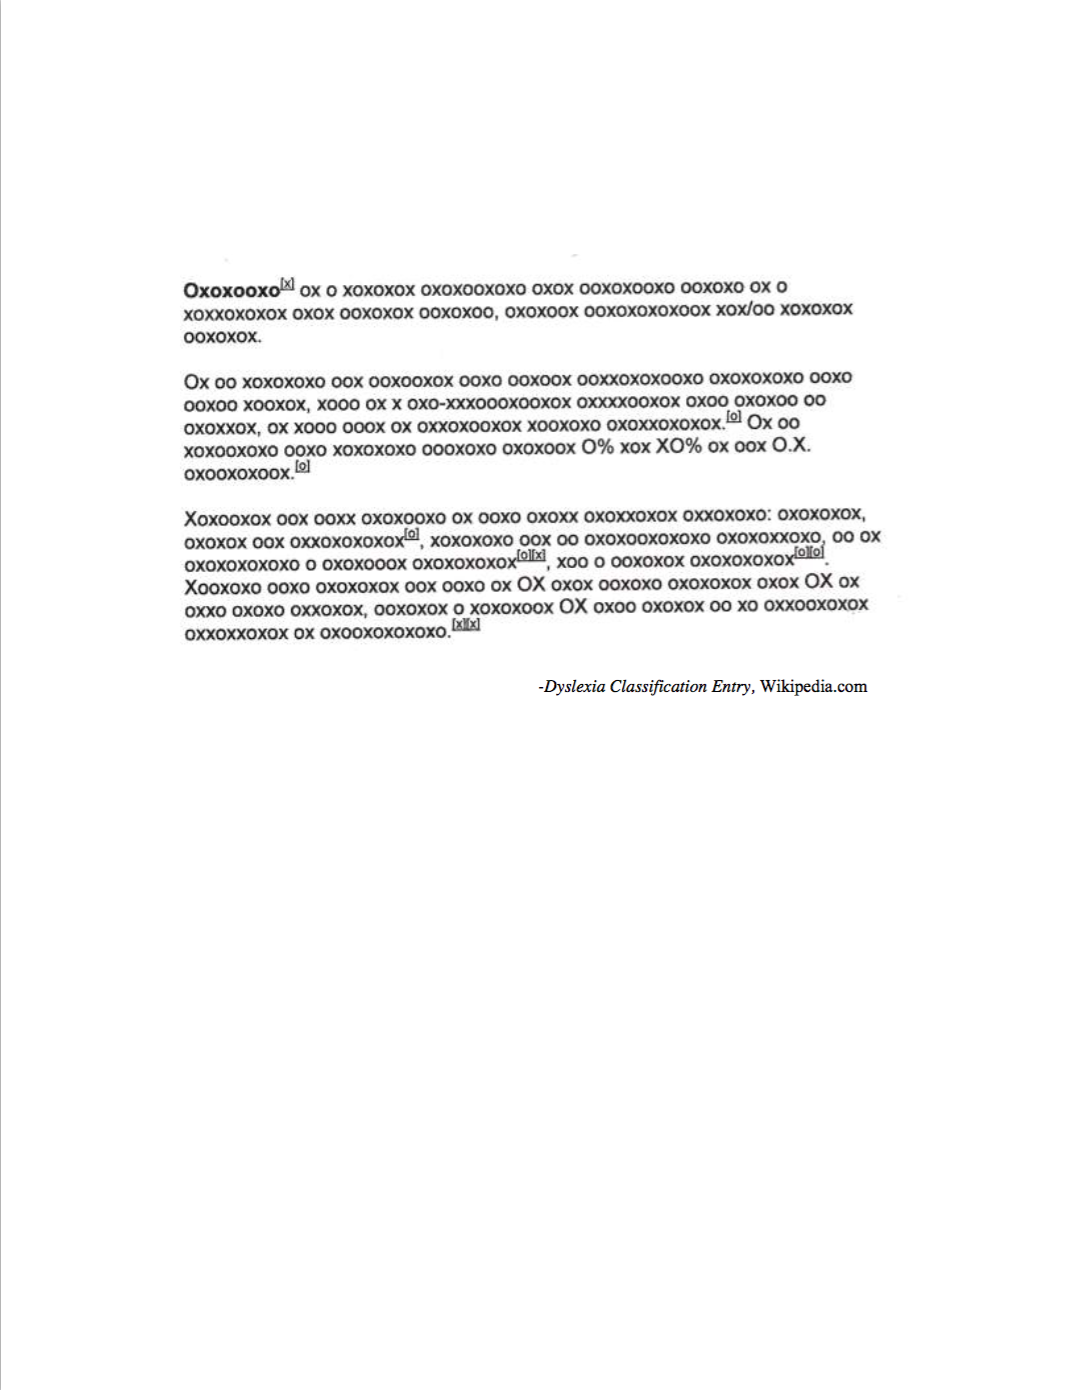 Oxoxooxo[x] ox o xoxoxox oxoxooxoxo oxox ooxoxooxo ooxoxo ox o
xoxxoxoxox oxox ooxoxox ooxoxoo, oxoxoox ooxoxoxoxoox xox/oo xoxoxox
ooxoxox.
Ox oo xoxoxoxo oox ooxooxox ooxo ooxoox ooxxoxoxooxo oxoxoxoxo ooxo
ooxoo xooxox, xooo ox x oxo-xxxoooxooxox oxxxxooxox oxoo oxoxoo oo
oxoxxox, ox xooo ooox ox oxxoxooxox xooxoxo oxoxxoxoxox.[o] Ox oo
xoxooxoxo ooxo xoxoxoxo oooxoxo oxoxoox O% xox XO% ox oox O.X.
oxooxoxoox.[o]
Xoxooxox oox ooxx oxoxooxo ox ooxo oxoxx oxoxxoxox oxxoxoxo: oxoxoxox,
oxoxox oox oxxoxoxoxox[o], xoxoxoxo oox oo oxoxooxoxoxo oxoxoxxoxo, oo ox
oxoxoxoxoxo o oxoxooox oxoxoxoxox[o][x], xoo o ooxoxox oxoxoxoxox[o][o].
Xooxoxo ooxo oxoxoxox oox ooxo ox OX oxox ooxoxo oxoxoxox oxox OX ox
oxxo oxoxo oxxoxox, ooxoxox o xoxoxoox OX oxoo oxoxox oo xo oxxooxoxox
oxxoxxoxox ox oxooxoxoxoxo.[x][x]
-Dyslexia Classification Entry, Wikipedia.com